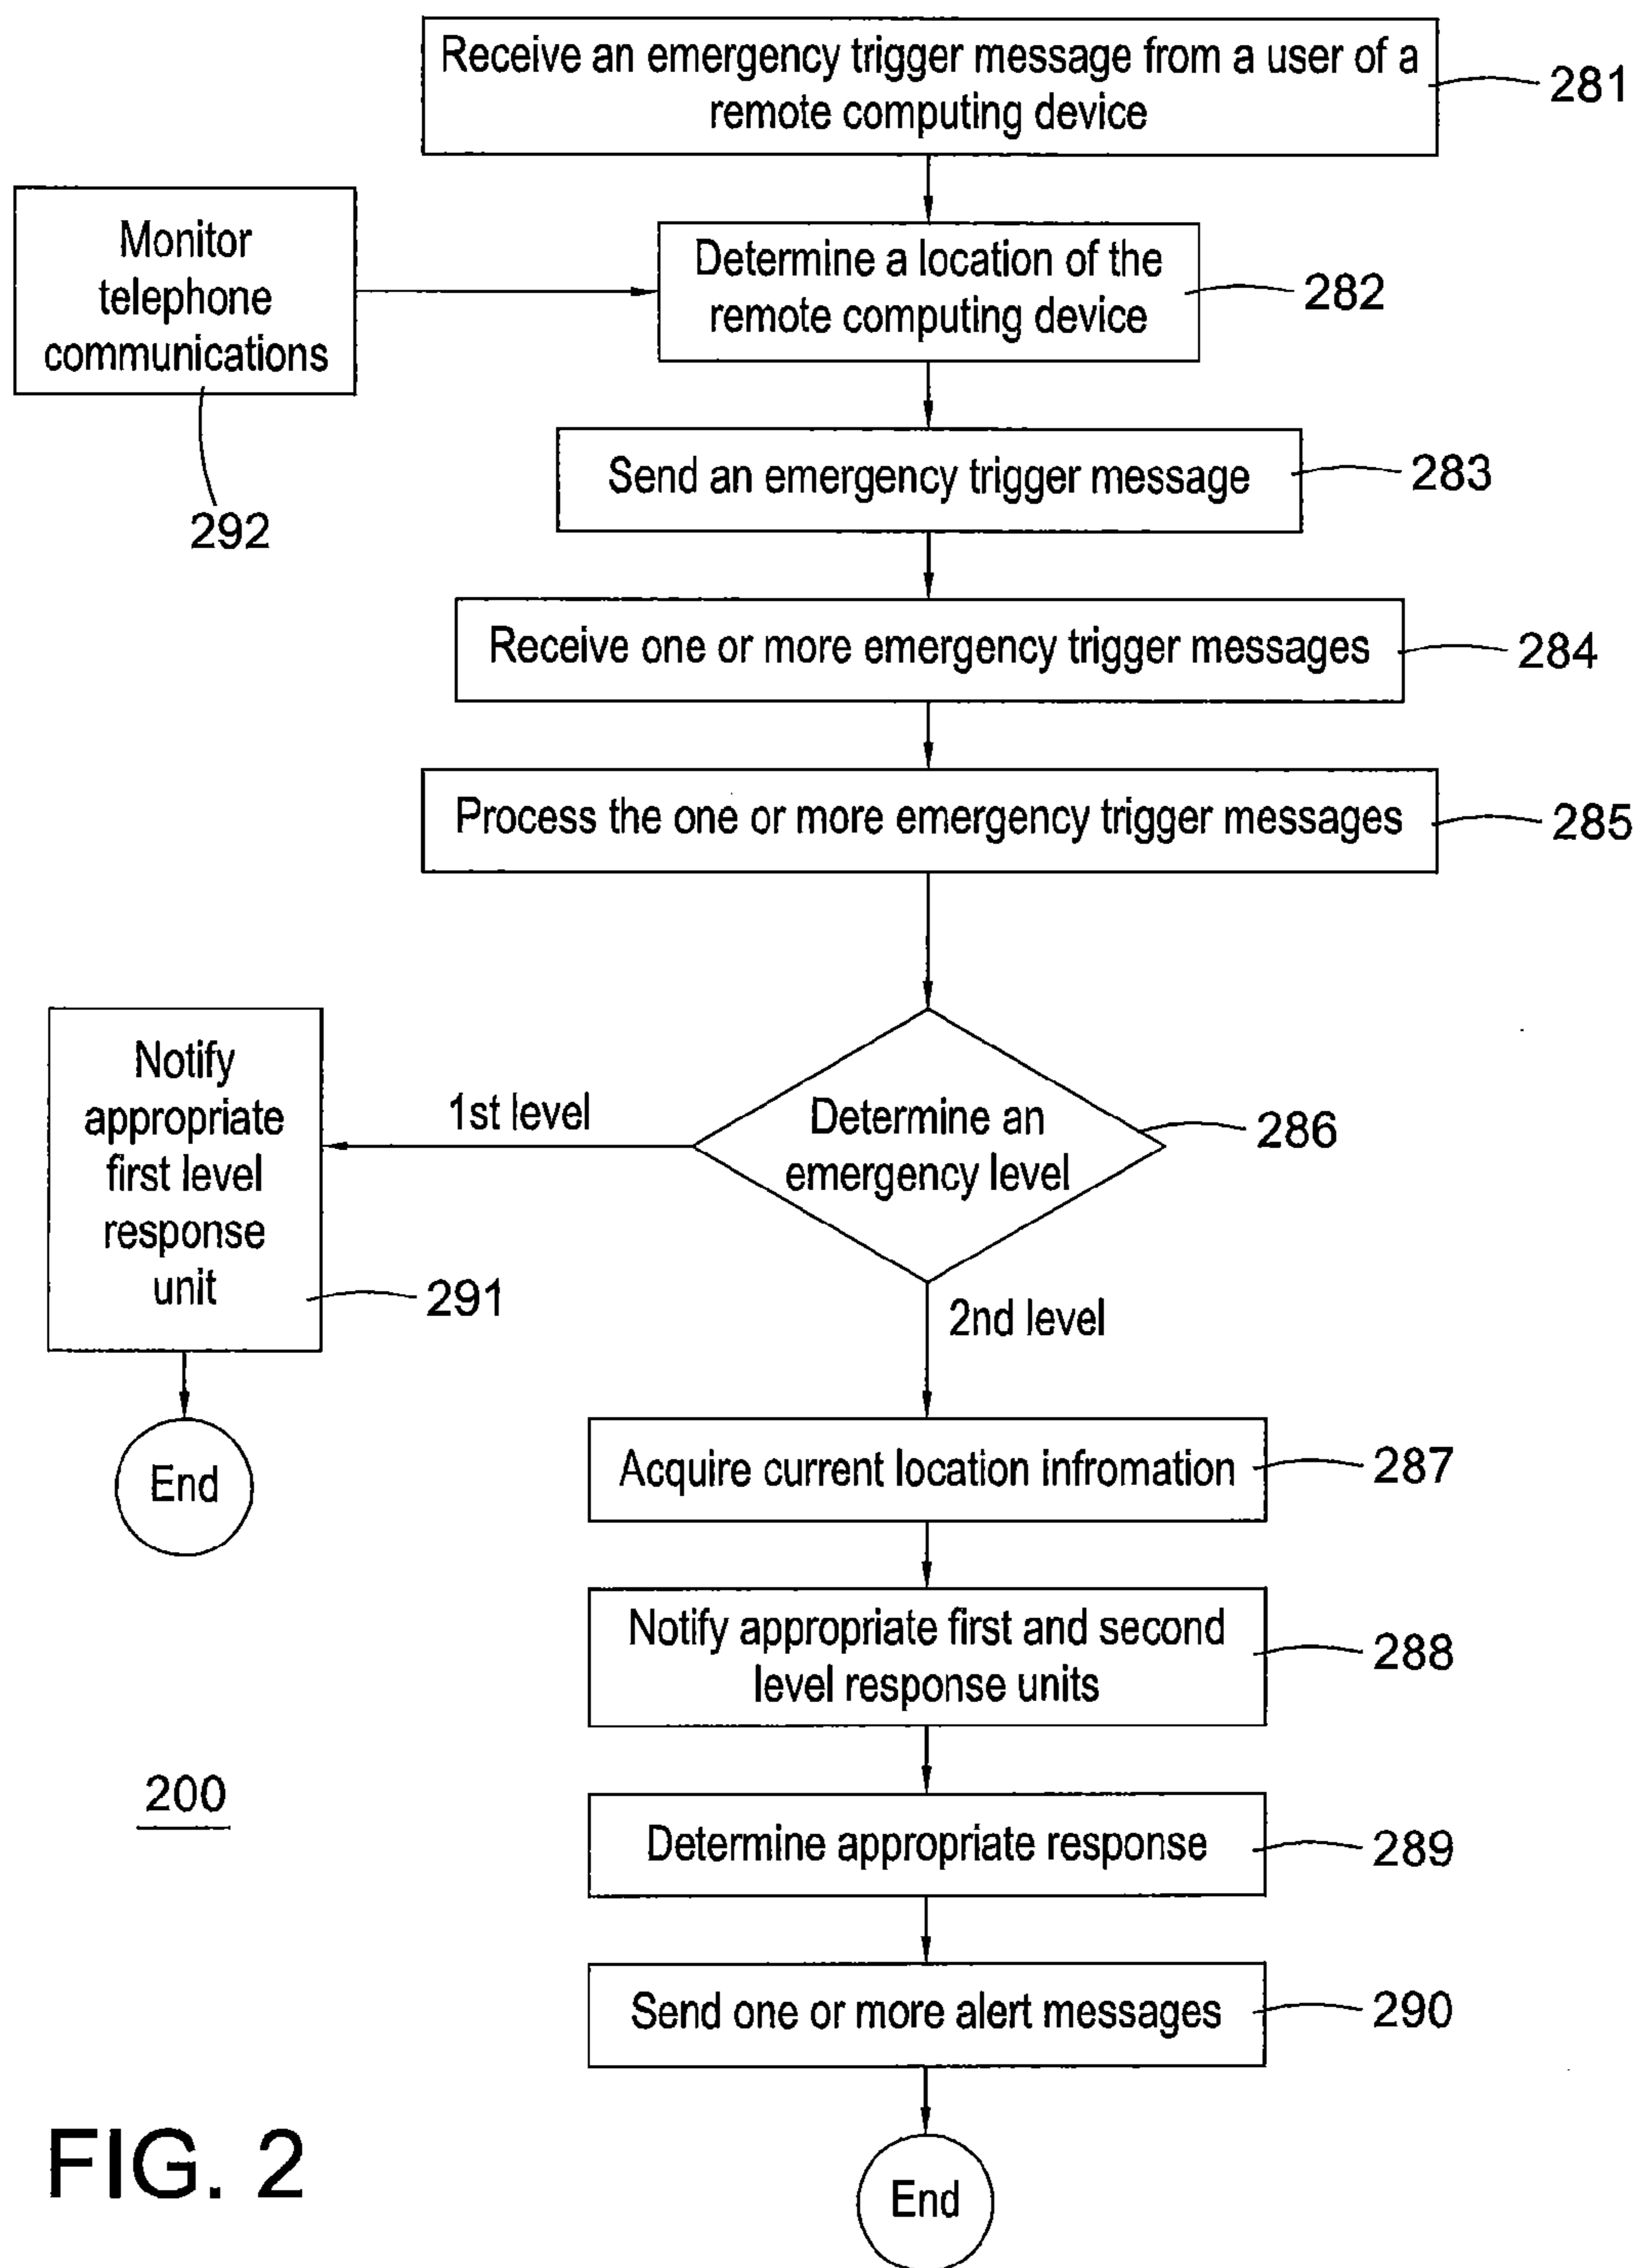 Receive an emergency trigger message from a user of a
remote computing device
281
Monitor
telephone
communications
292
Determine a location of the
remote computing device
282
Send an emergency trigger message
283
Receive one or more emergency trigger messages
284
Process the one or more emergency trigger messages
285
Determine an
emergency level
286
1st level
Notify
appropriate
first level
response
unit
291
End
2nd level
Acquire current location infromation
287
Notify appropriate first and second
level response units
288
Determine appropriate response
289
Send one or more alert messages
290
End
200
FIG. 2